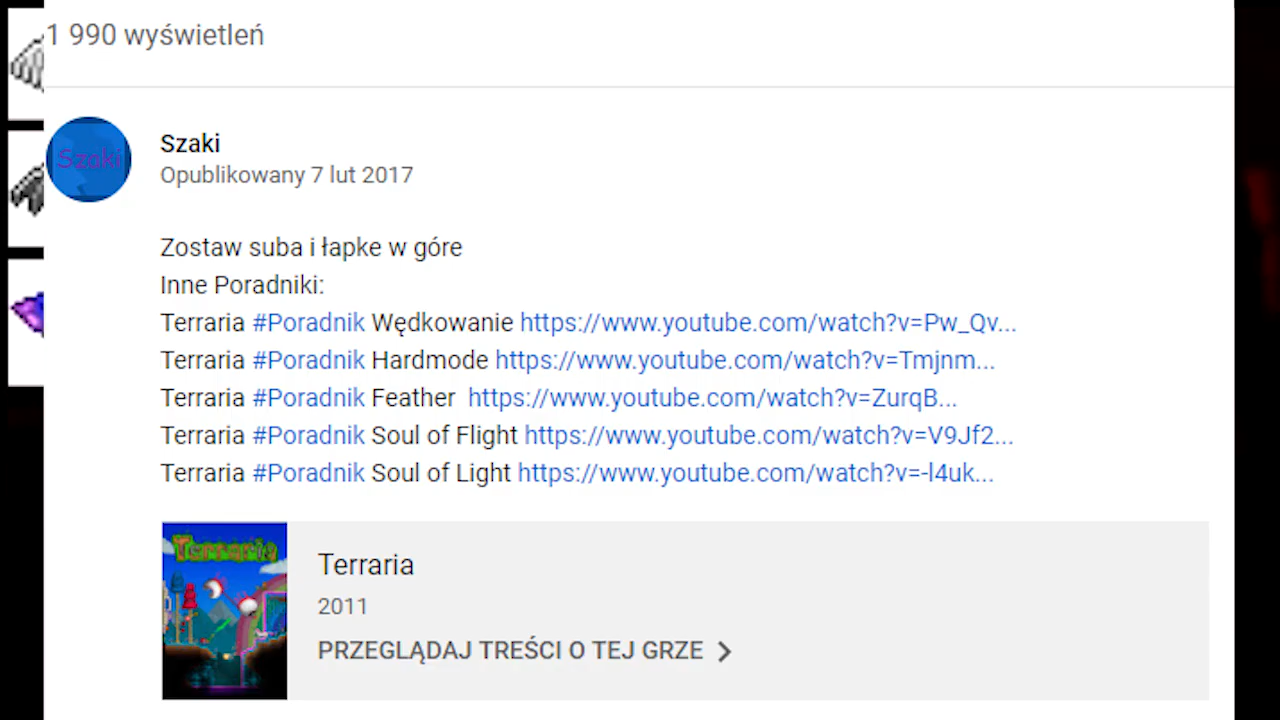 1 990 wyświetleń
Szaki
Szaki
Opublikowany 7 lut 2017
Zostaw suba i łapke w góre
Inne Poradniki:
Terraria #Poradnik Wędkowanie https://www.youtube.com/watch?v=Pw_Qv...
Terraria #Poradnik Hardmode https://www.youtube.com/watch?v=Tmjnm...
Terraria #Poradnik Feather https://www.youtube.com/watch?v=ZurqB...
Terraria #Poradnik Soul of Flight https://www.youtube.com/watch?v=V9Jf2...
Terraria #Poradnik Soul of Light https://www.youtube.com/watch?v=-l4uk...
Terraria
Terraria
2011
PRZEGLĄDAJ TREŚCI O TEJ GRZE